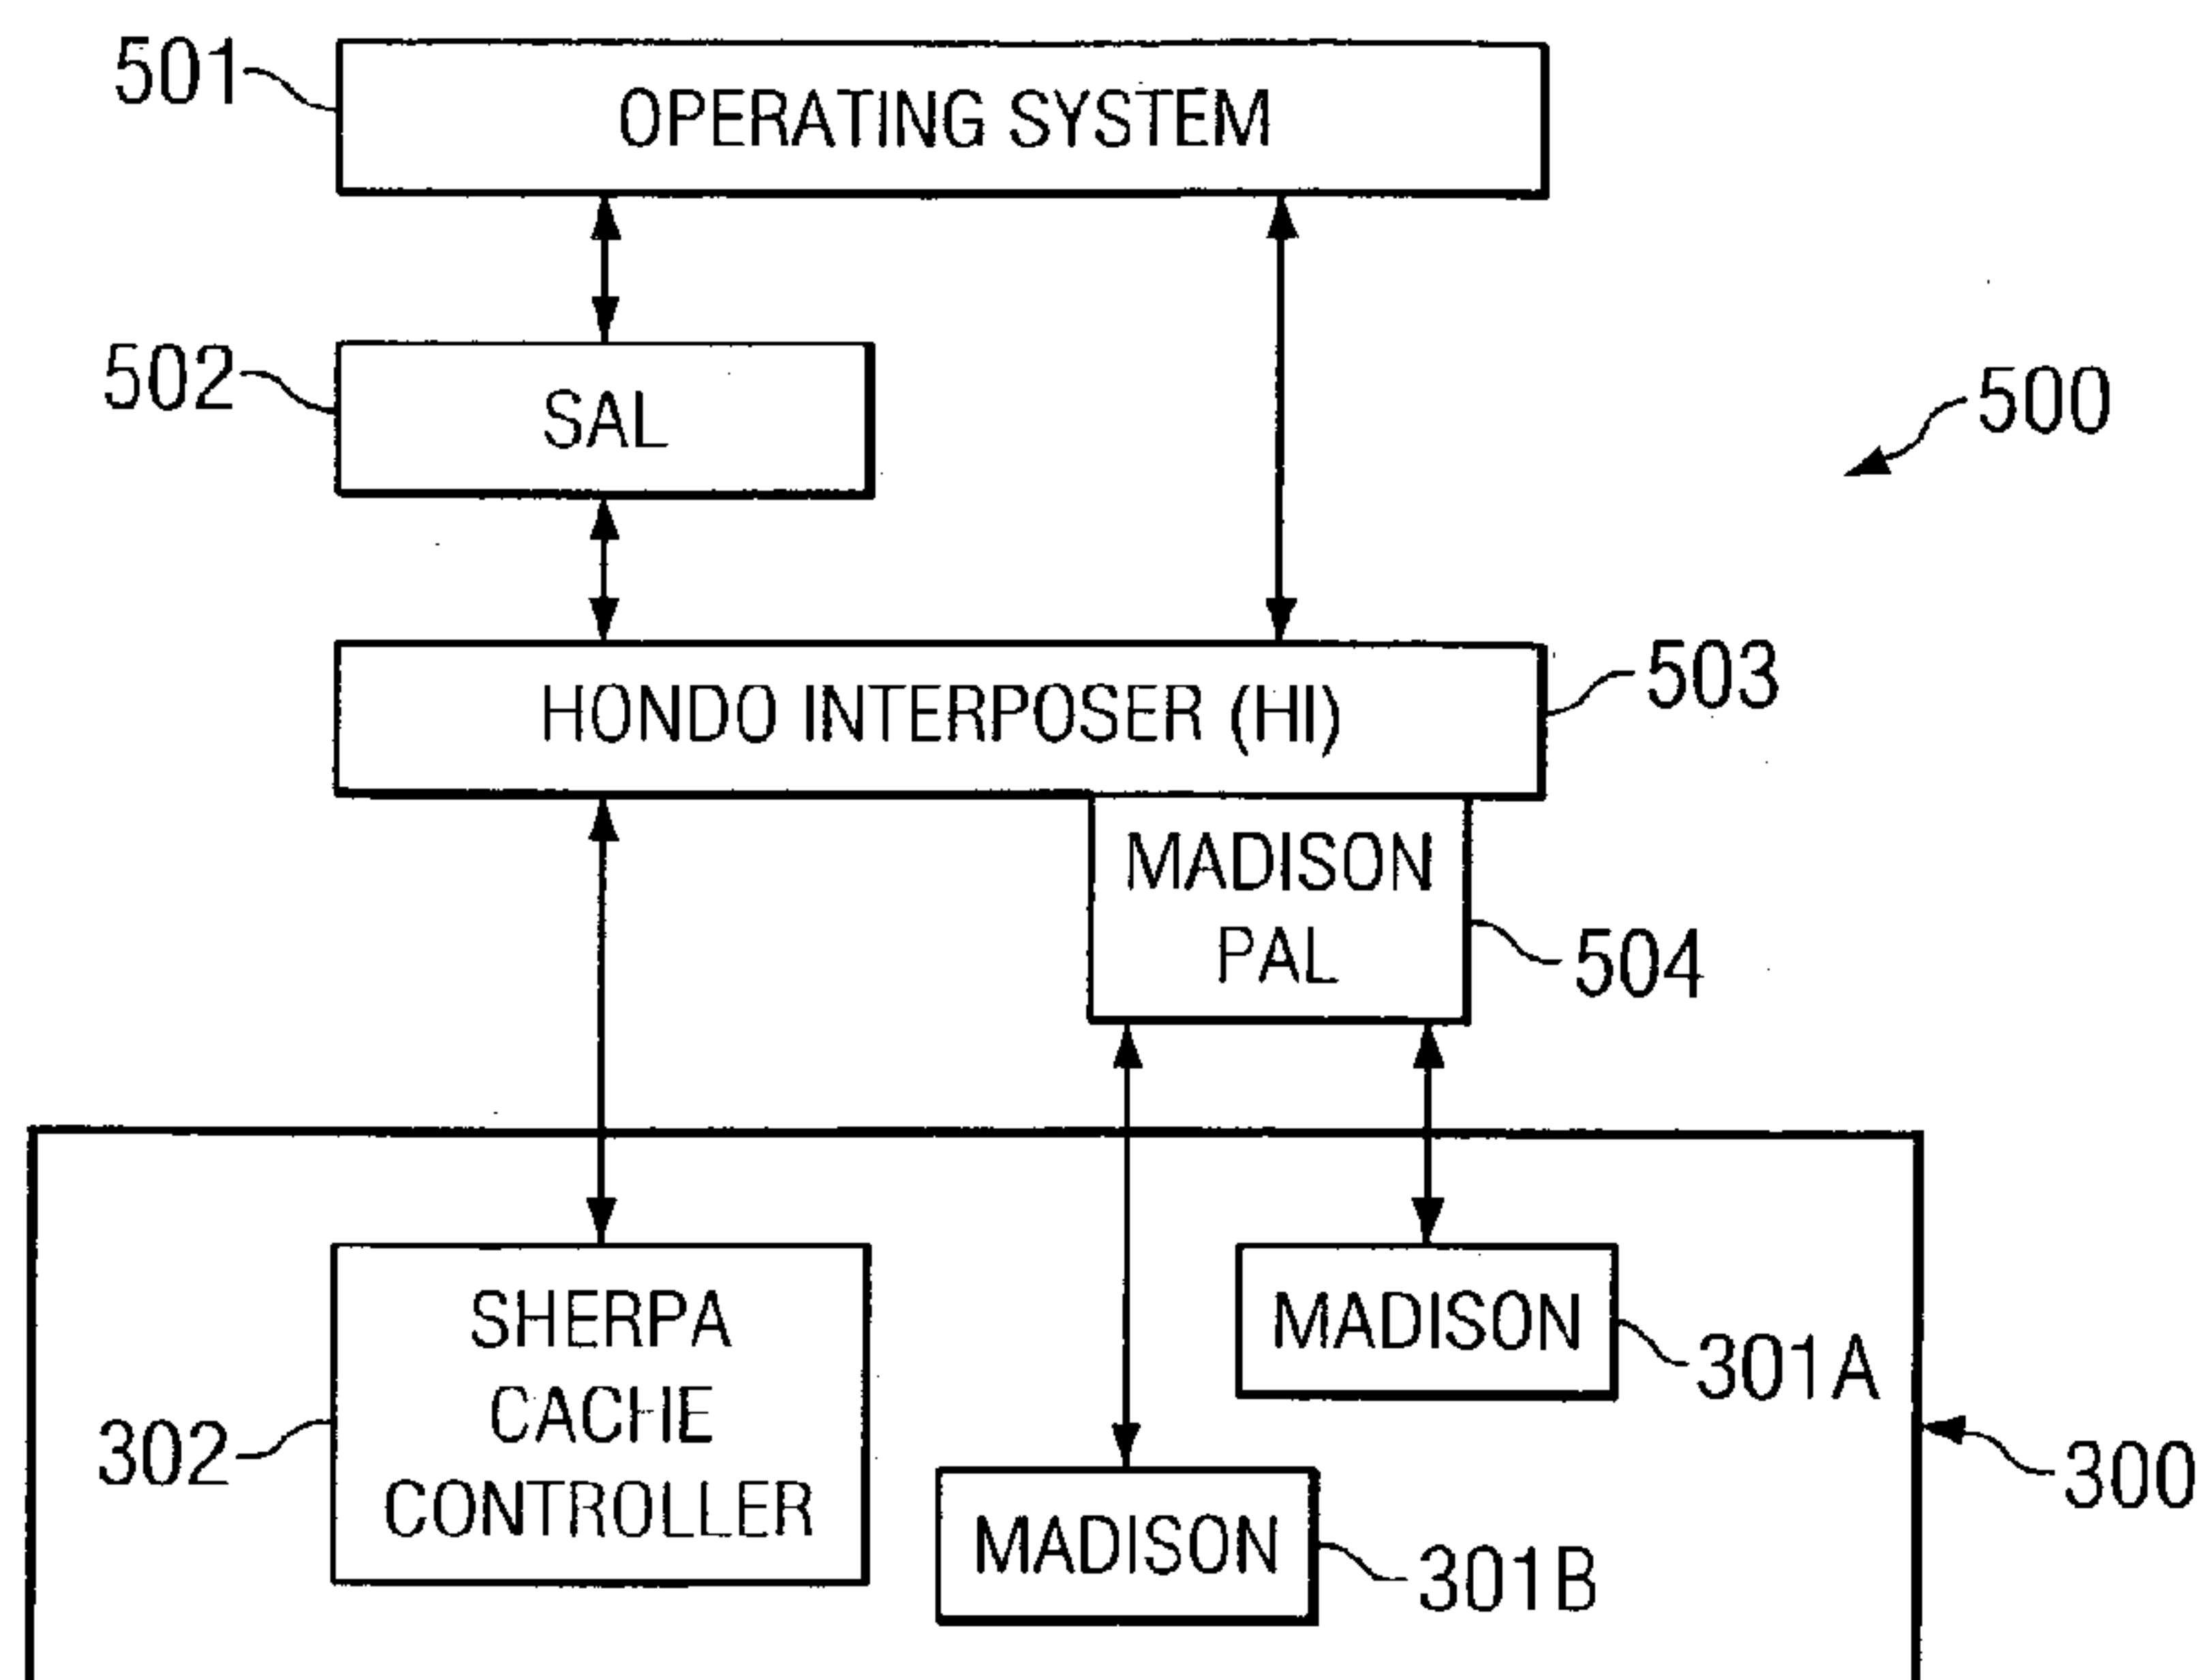 501
OPERATING SYSTEM
502
SAL
500
HONDO INTERPOSER (HI)
503
MADISON
PAL
504
SHERPA
CACHE
CONTROLLER
302
MADISON
301A
300
MADISON
301B